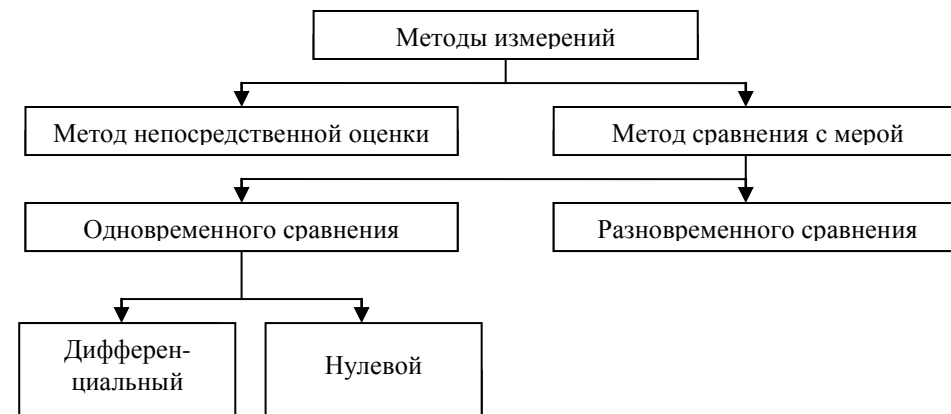 Методы измерений
Метод непосредственной оценки
Метод сравнения с мерой
Одновременного сравнения
Разновременного сравнения
Дифферен-
циальный
Нулевой